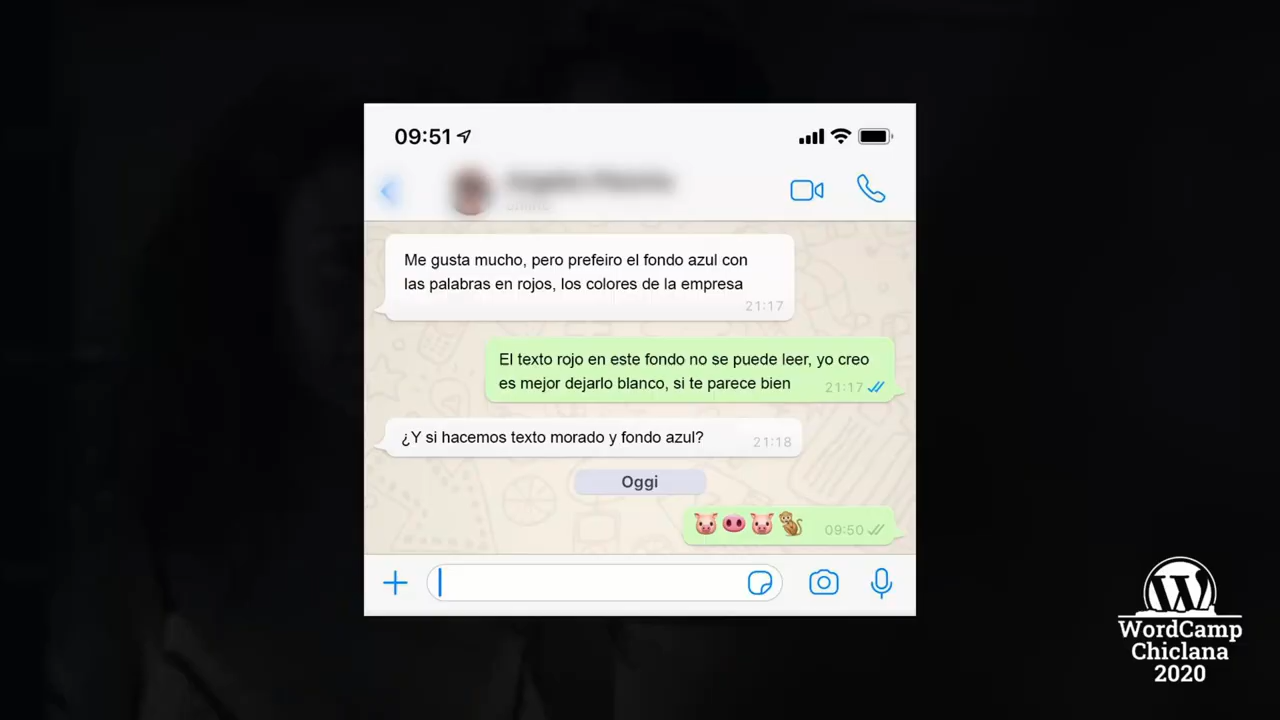 09:51
Me gusta mucho, pero prefeiro el fondo azul con
las palabras en rojos, los colores de la empresa
21:17
El texto rojo en este fondo no se puede leer, yo creo
es mejor dejarlo blanco, si te parece bien
21:17
¿Y si hacemos texto morado y fondo azul?
21:18
Oggi
09:50
WordCamp
Chiclana
2020